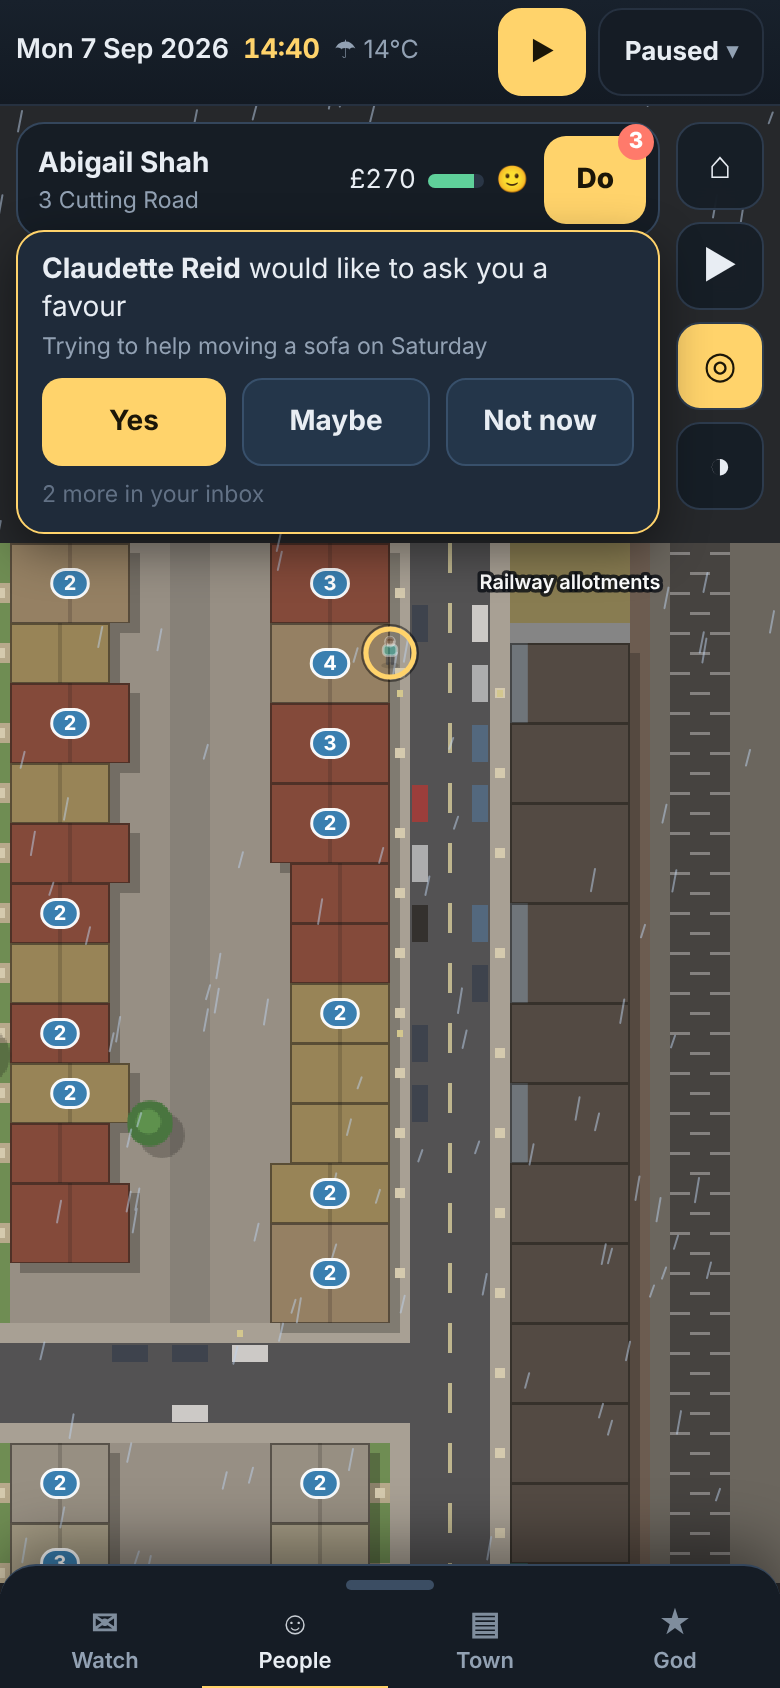 Mon 7 Sep 2026 14:40 ☂ 14°C
Paused ▾
Abigail Shah
3 Cutting Road
£270
Do
3
Claudette Reid would like to ask you a
favour
Trying to help moving a sofa on Saturday
Yes Maybe Not now
2 more in your inbox
Railway allotments
2 3
4
2 3
2
2
2
2
2
2
2
2 2
3
Watch People Town God